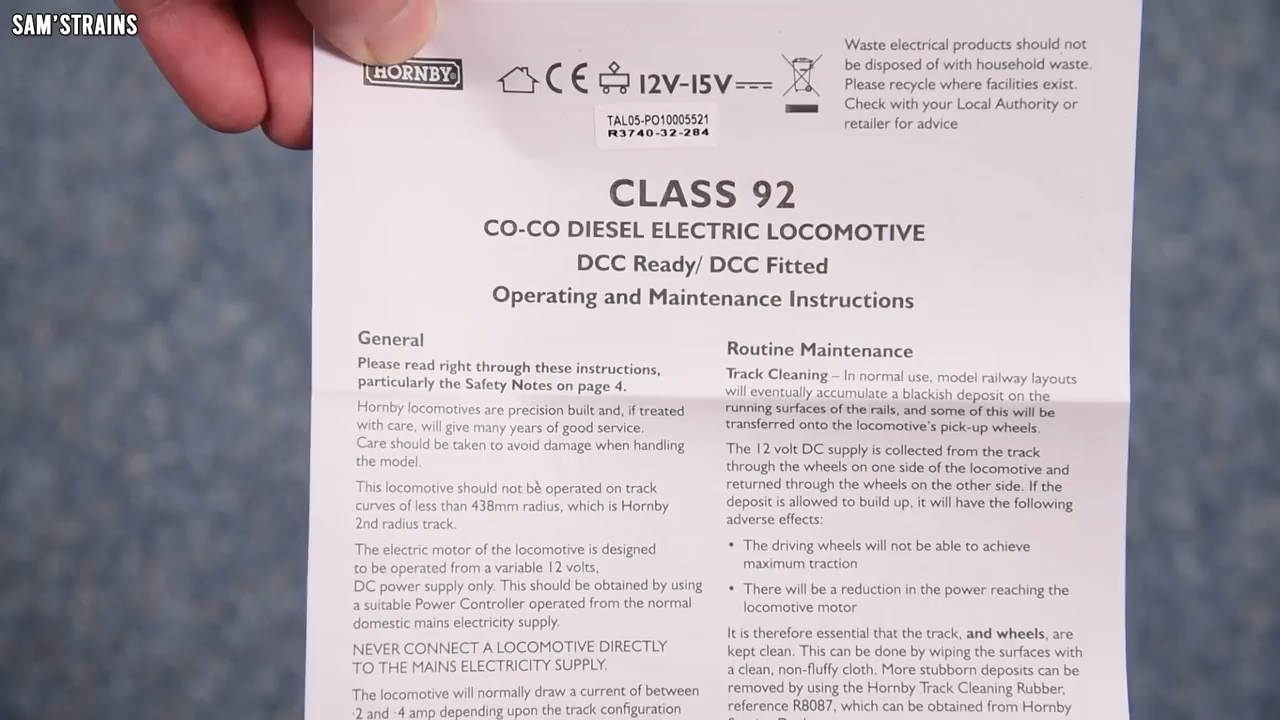 SAM'STRAINS
HORNBY
CE 12V-15V
TAL05-PO10005521
R3740-32-284
Waste electrical products should not
be disposed of with household waste.
Please recycle where facilities exist.
Check with your Local Authority or
retailer for advice
CLASS 92
CO-CO DIESEL ELECTRIC LOCOMOTIVE
DCC Ready/ DCC Fitted
Operating and Maintenance Instructions
General
Please read right through these instructions,
particularly the Safety Notes on page 4.
Hornby locomotives are precision built and, if treated
with care, will give many years of good service.
Care should be taken to avoid damage when handling
the model.
This locomotive should not be operated on track
curves of less than 438mm radius, which is Hornby
2nd radius track.
The electric motor of the locomotive is designed
to be operated from a variable 12 volts,
DC power supply only. This should be obtained by using
a suitable Power Controller operated from the normal
domestic mains electricity supply.
NEVER CONNECT A LOCOMOTIVE DIRECTLY
TO THE MAINS ELECTRICITY SUPPLY.
The locomotive will normally draw a current of between
·2 and ·4 amp depending upon the track configuration
Routine Maintenance
Track Cleaning – In normal use, model railway layouts
will eventually accumulate a blackish deposit on the
running surfaces of the rails, and some of this will be
transferred onto the locomotive's pick-up wheels.
The 12 volt DC supply is collected from the track
through the wheels on one side of the locomotive and
returned through the wheels on the other side. If the
deposit is allowed to build up, it will have the following
adverse effects:
• The driving wheels will not be able to achieve
maximum traction
• There will be a reduction in the power reaching the
locomotive motor
It is therefore essential that the track, and wheels, are
kept clean. This can be done by wiping the surfaces with
a clean, non-fluffy cloth. More stubborn deposits can be
removed by using the Hornby Track Cleaning Rubber,
reference R8087, which can be obtained from Hornby